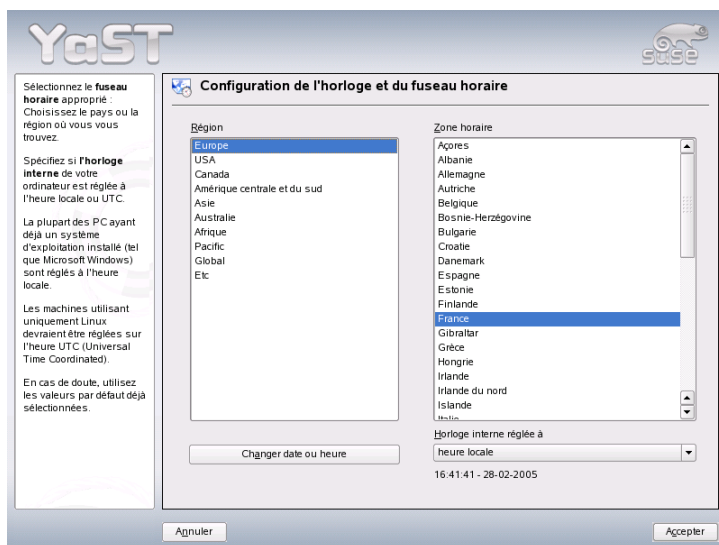 YaST
SUSE
Sélectionnez le fuseau
horaire approprié :
Choisissez le pays ou la
région où vous vous
trouvez.
Spécifiez si l'horloge
interne de votre
ordinateur est réglée à
l'heure locale ou UTC.
La plupart des PC ayant
déjà un système
d'exploitation installé (tel
que Microsoft Windows)
sont réglés à l'heure
locale.
Les machines utilisant
uniquement Linux
devraient être réglées sur
l'heure UTC (Universal
Time Coordinated).
En cas de doute, utilisez
les valeurs par défaut déjà
sélectionnées.
Configuration de l'horloge et du fuseau horaire
Région
Europe
USA
Canada
Amérique centrale et du sud
Asie
Australie
Afrique
Pacific
Global
Etc
Changer date ou heure
Zone horaire
Açores
Albanie
Allemagne
Autriche
Belgique
Bosnie-Herzégovine
Bulgarie
Croatie
Danemark
Espagne
Estonie
Finlande
France
Gibraltar
Grèce
Hongrie
Irlande
Irlande du nord
Islande
Italie
Horloge interne réglée à
heure locale
16:41:41 - 28-02-2005
Annuler
Accepter